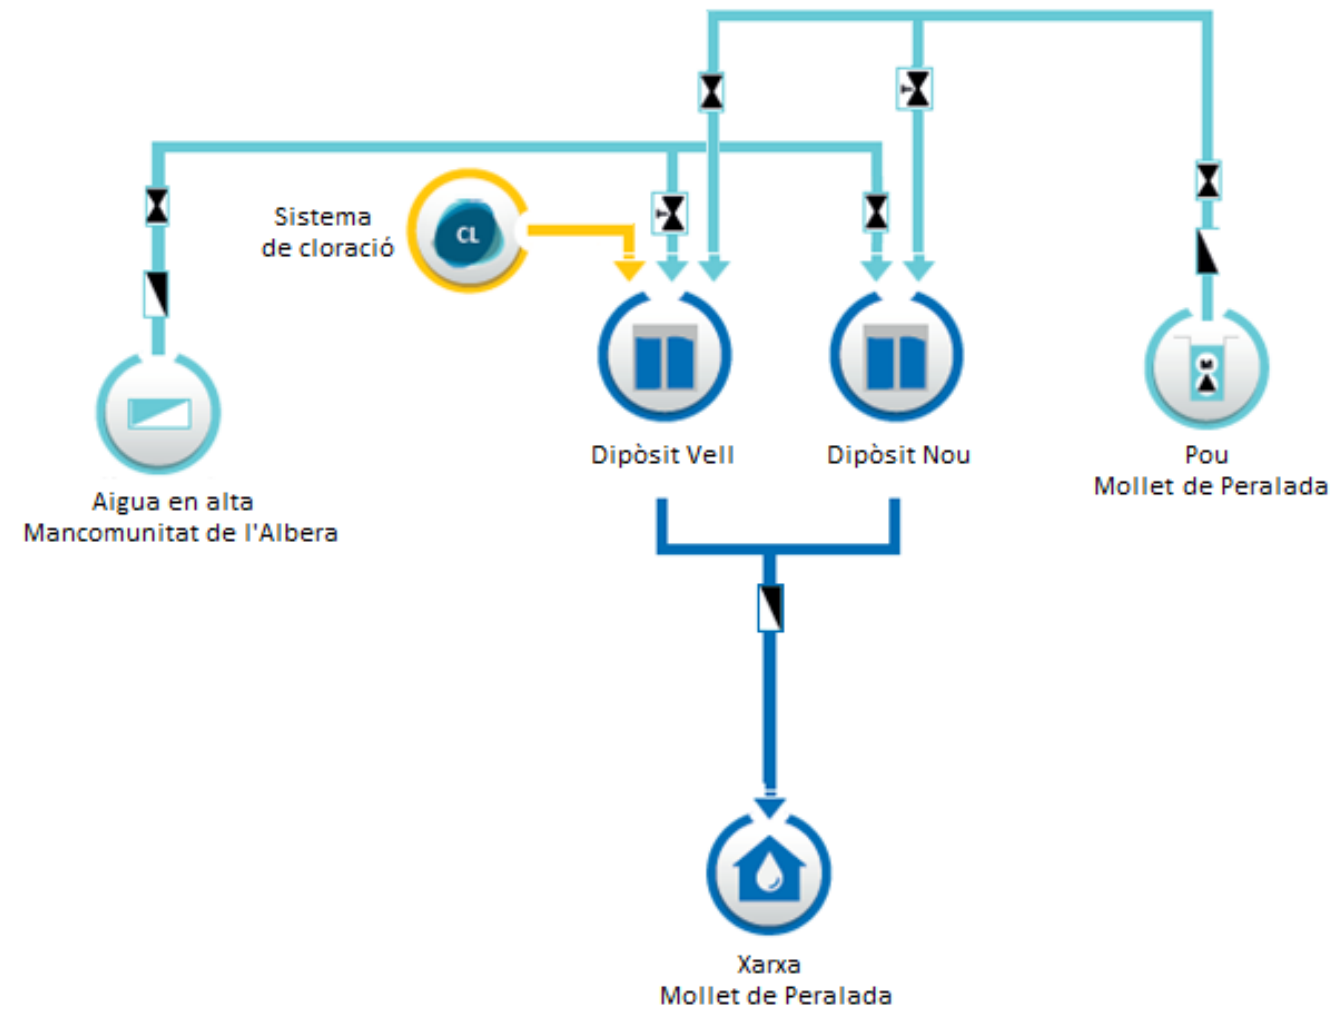 Sistema
de cloració
CL
Dipòsit Vell
Dipòsit Nou
Pou
Mollet de Peralada
Aigua en alta
Mancomunitat de l'Albera
Xarxa
Mollet de Peralada